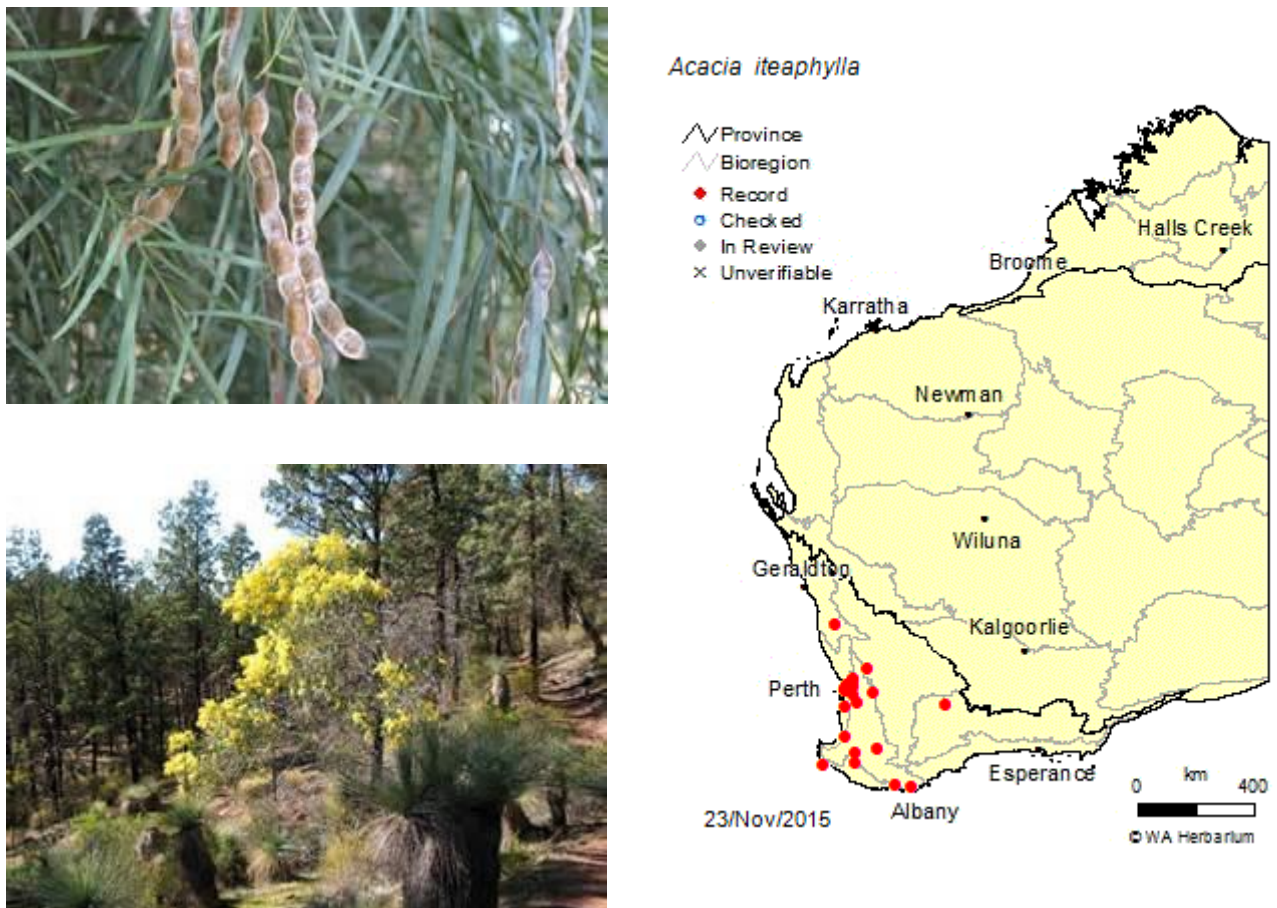 Acacia iteaphylla
Province
Bioregion
Record
Checked
In Review
Unverifiable
Halls Creek
Broome
Karratha
Newman
Wiluna
Geraldton
Kalgoorlie
Perth
Esperance
Albany
0 km 400
23/Nov/2015
© WA Herbarium